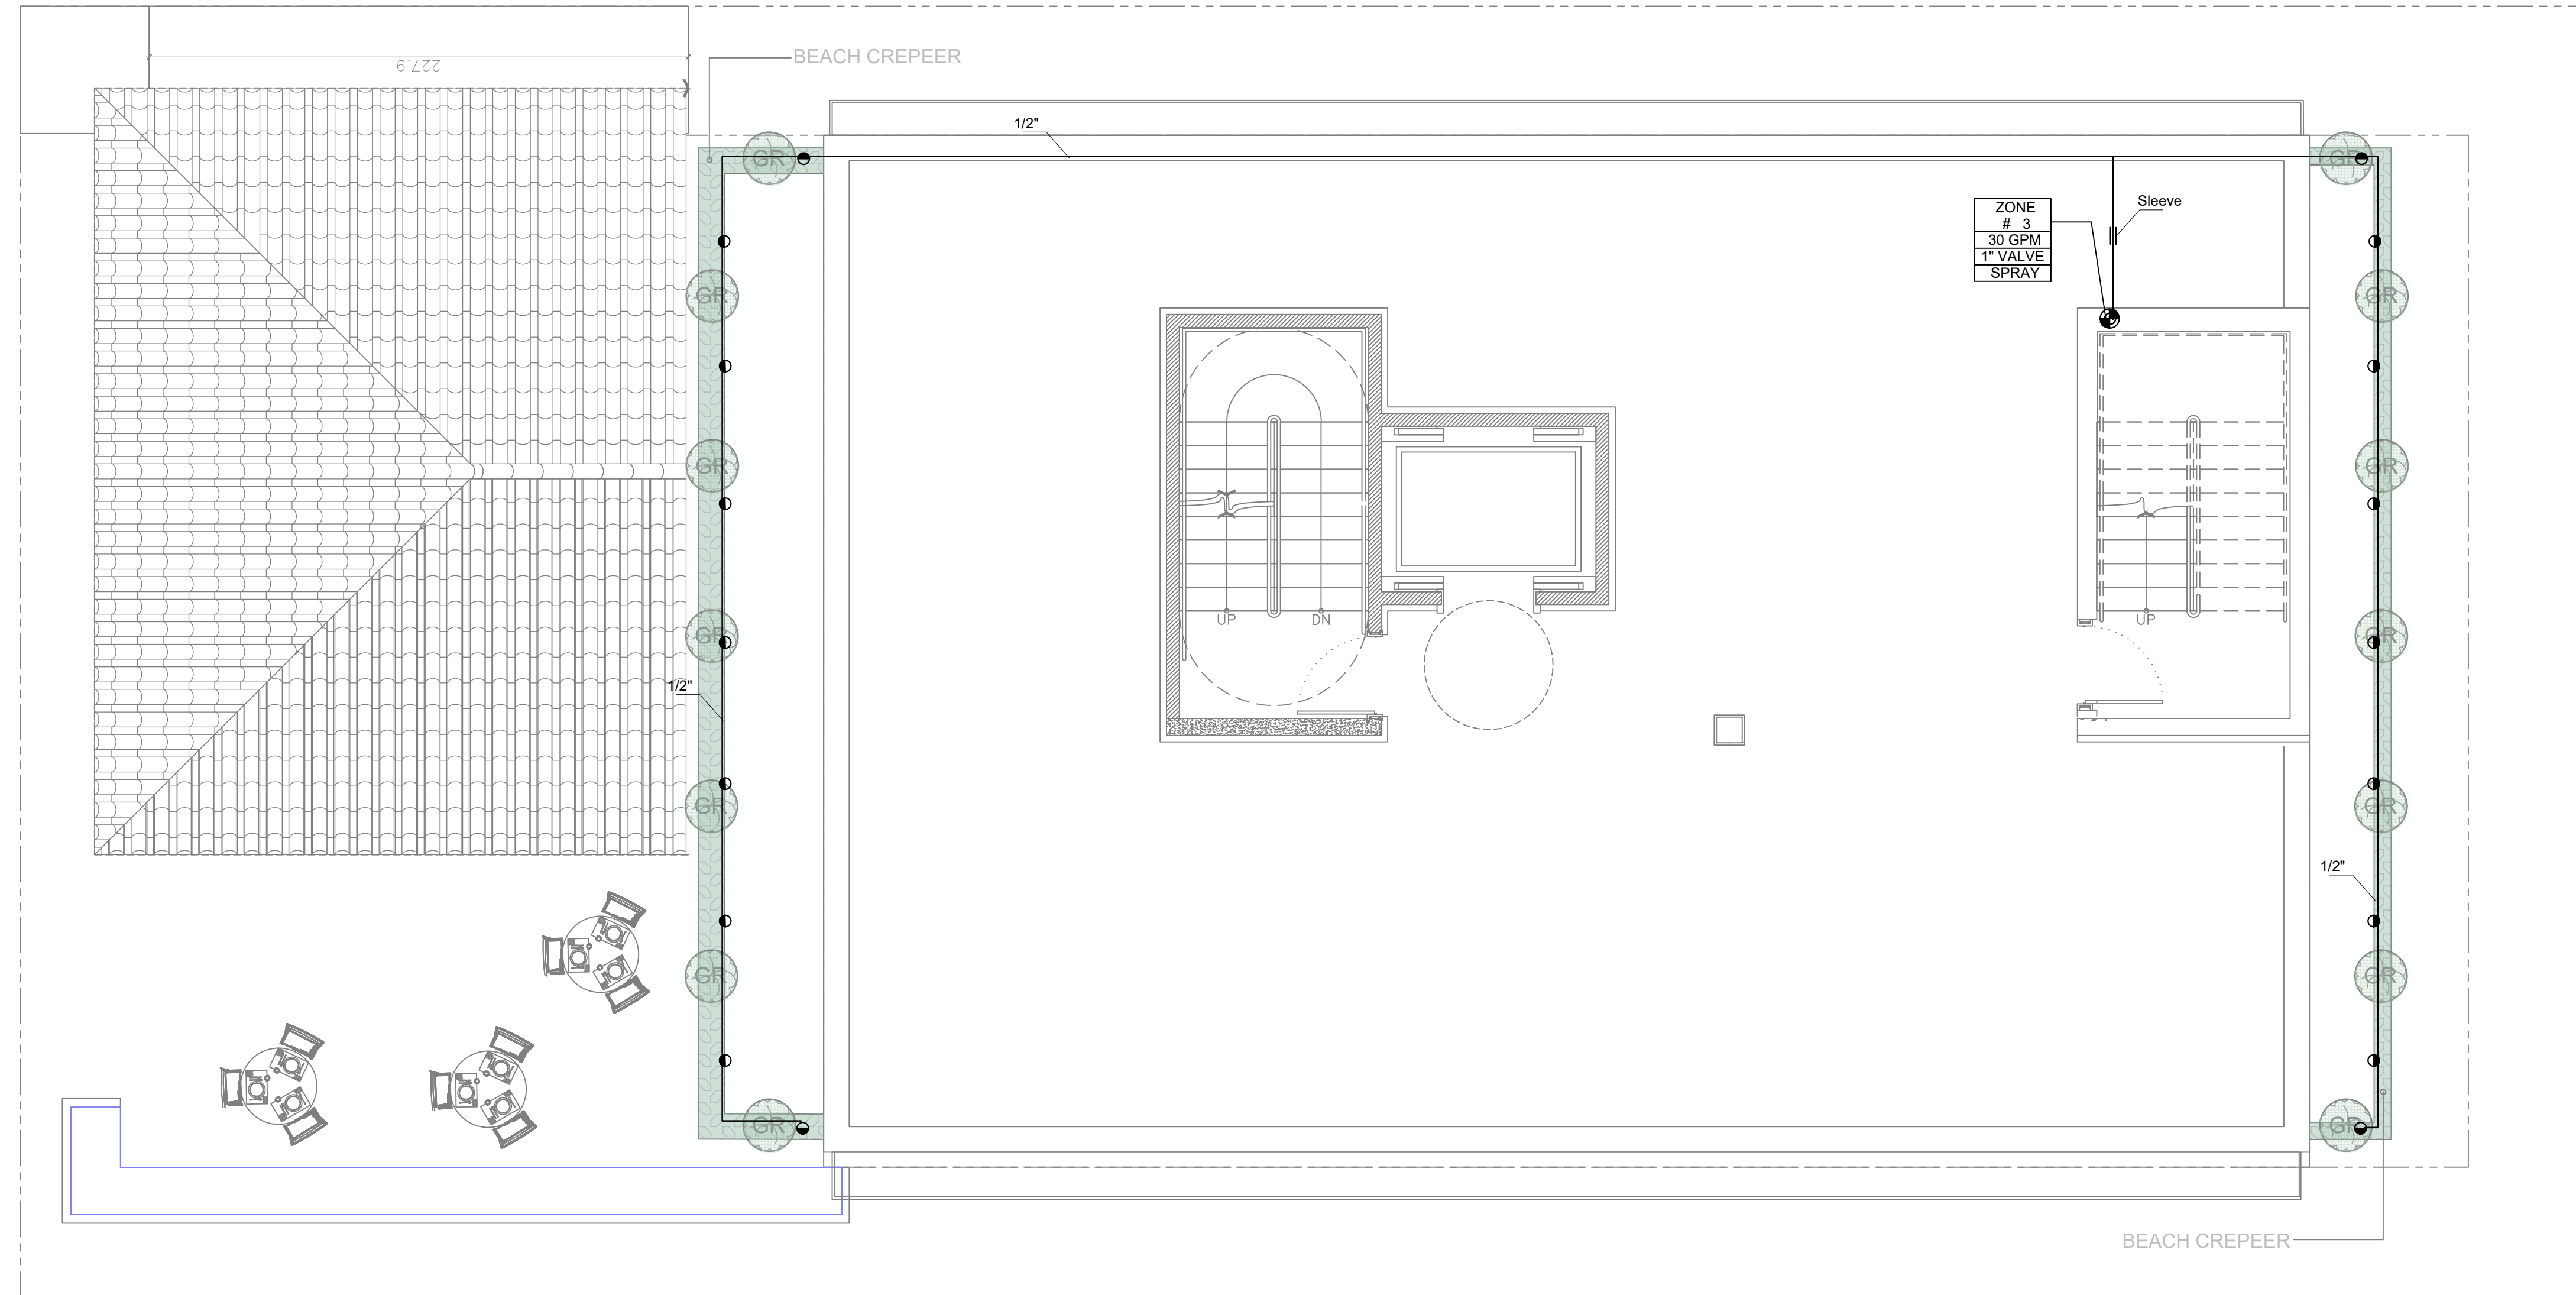 BEACH CREPEER
227.9
1/2"
GR
GR
ZONE
# 3
30 GPM
1" VALVE
SPRAY
Sleeve
GR
GR
GR
GR
UP
DN
UP
GR
GR
1/2"
GR
GR
1/2"
GR
GR
GR
GR
BEACH CREPEER